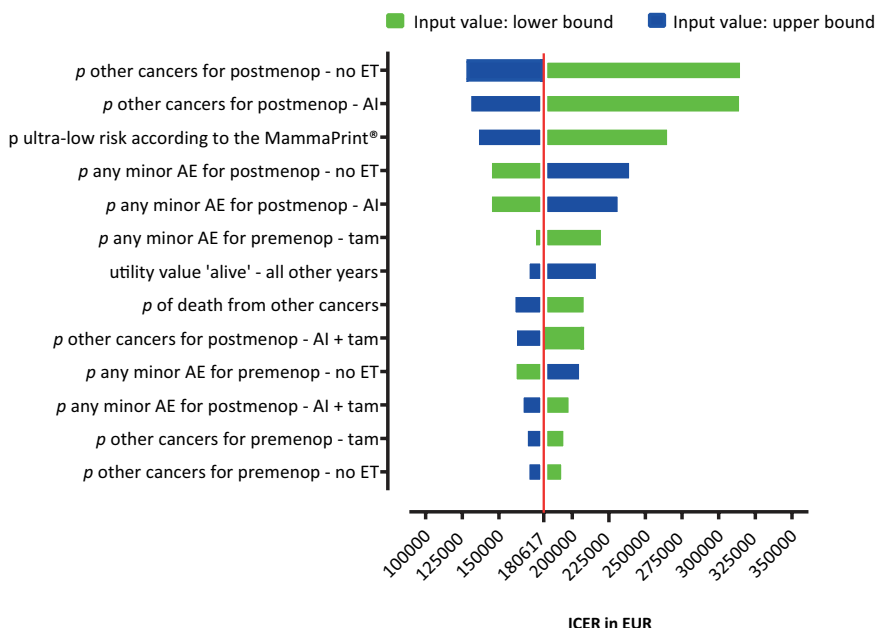 Input value: lower bound
Input value: upper bound
p other cancers for postmenop - no ET
p other cancers for postmenop - AI
p ultra-low risk according to the MammaPrint®
p any minor AE for postmenop - no ET
p any minor AE for postmenop - AI
p any minor AE for premenop - tam
utility value 'alive' - all other years
p of death from other cancers
p other cancers for postmenop - AI + tam
p any minor AE for premenop - no ET
p any minor AE for postmenop - AI + tam
p other cancers for premenop - tam
p other cancers for premenop - no ET
100000
125000
150000
180617
200000
225000
250000
275000
300000
325000
350000
ICER in EUR